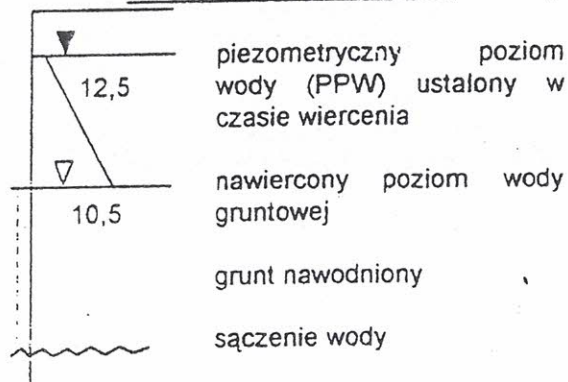 piezometryczny poziom
wody (PPW) ustalony w
12,5
czasie wiercenia
nawiercony poziom wody
10,5
gruntowej
grunt nawodniony
sączenie wody